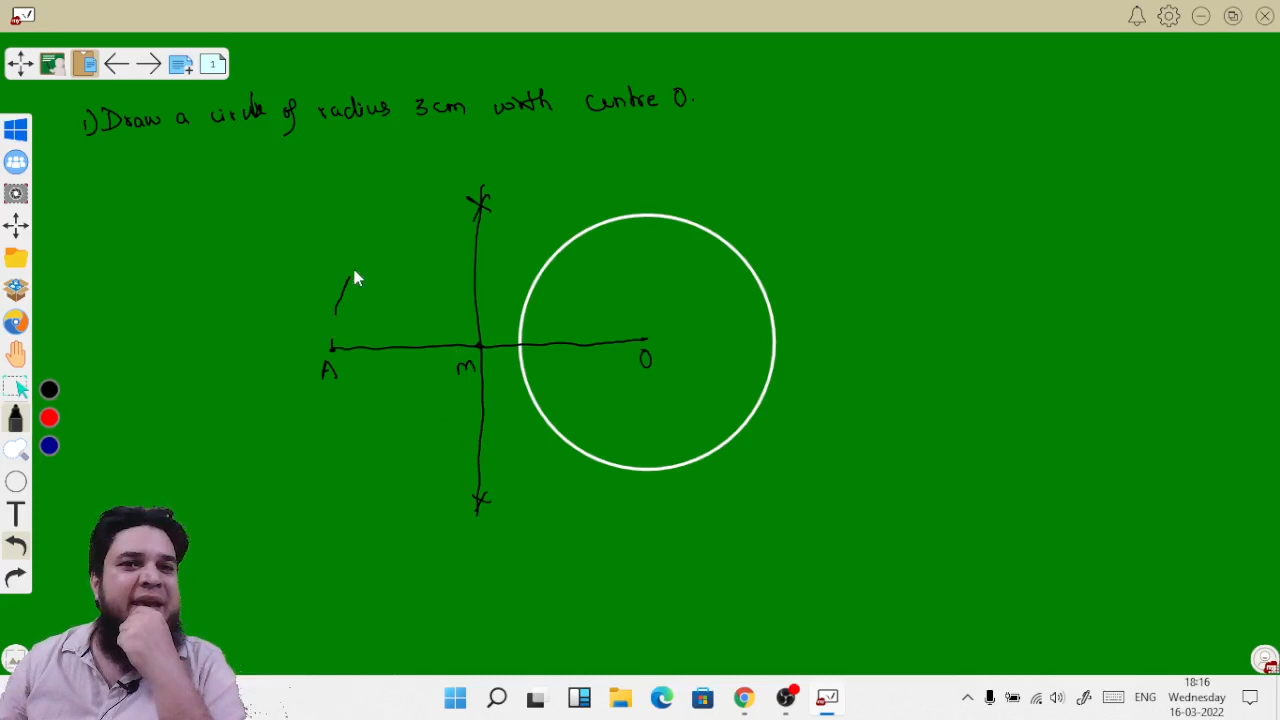 1
i) Draw a circle of radius 3cm with centre O.
A
M
O
T
ENG
18:16
Wednesday
16-03-2022